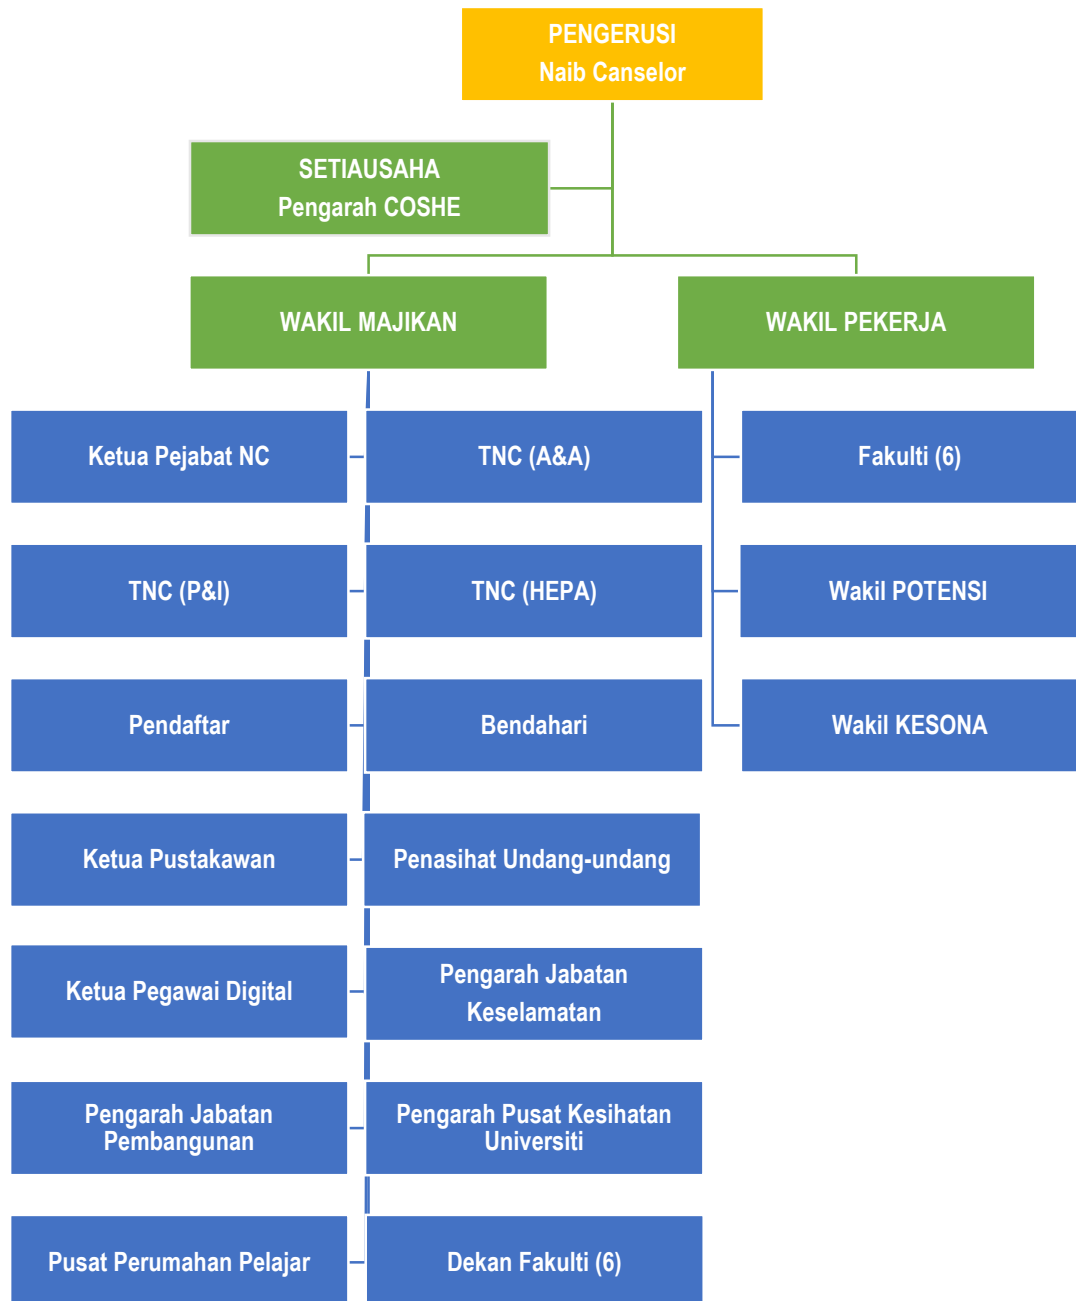 PENGERUSI
Naib Canselor
SETIAUSAHA
Pengarah COSHE
WAKIL MAJIKAN
WAKIL PEKERJA
Ketua Pejabat NC
TNC (A&A)
Fakulti (6)
TNC (P&I)
TNC (HEPA)
Wakil POTENSI
Pendaftar
Bendahari
Wakil KESONA
Ketua Pustakawan
Penasihat Undang-undang
Ketua Pegawai Digital
Pengarah Jabatan
Keselamatan
Pengarah Jabatan
Pembangunan
Pengarah Pusat Kesihatan
Universiti
Pusat Perumahan Pelajar
Dekan Fakulti (6)